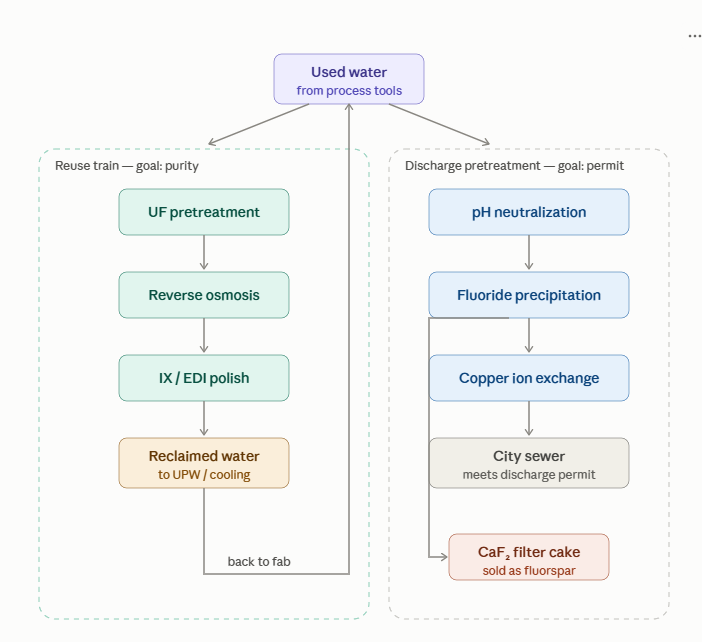 ...
Used water
from process tools
Reuse train — goal: purity
UF pretreatment
Reverse osmosis
IX / EDI polish
Reclaimed water
to UPW / cooling
back to fab
Discharge pretreatment — goal: permit
pH neutralization
Fluoride precipitation
Copper ion exchange
City sewer
meets discharge permit
CaF₂ filter cake
sold as fluorspar